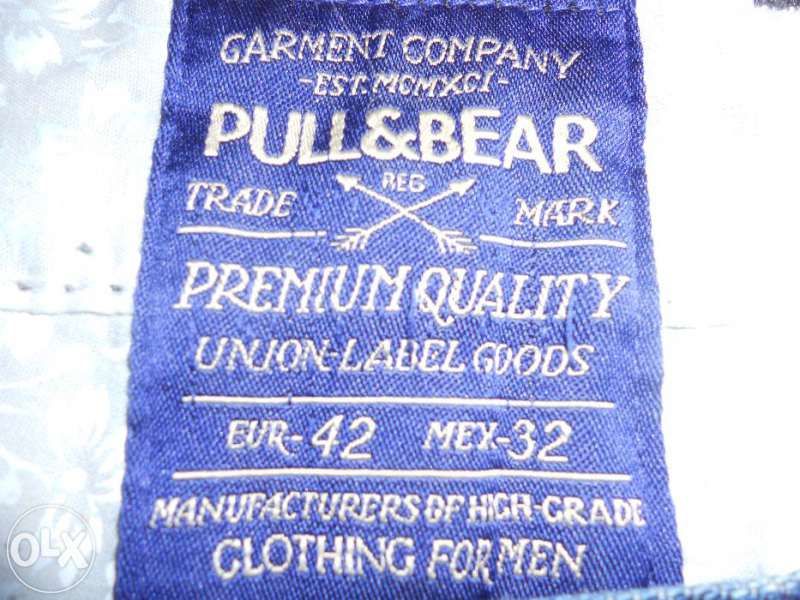 GARMENT COMPANY
-EST. MCMXCI-
PULL&BEAR
REG
TRADE MARK
PREMIUM QUALITY
UNION-LABEL GOODS
EUR-42 MEX-32
MANUFACTURERS OF HIGH-GRADE
CLOTHING FOR MEN
OLX